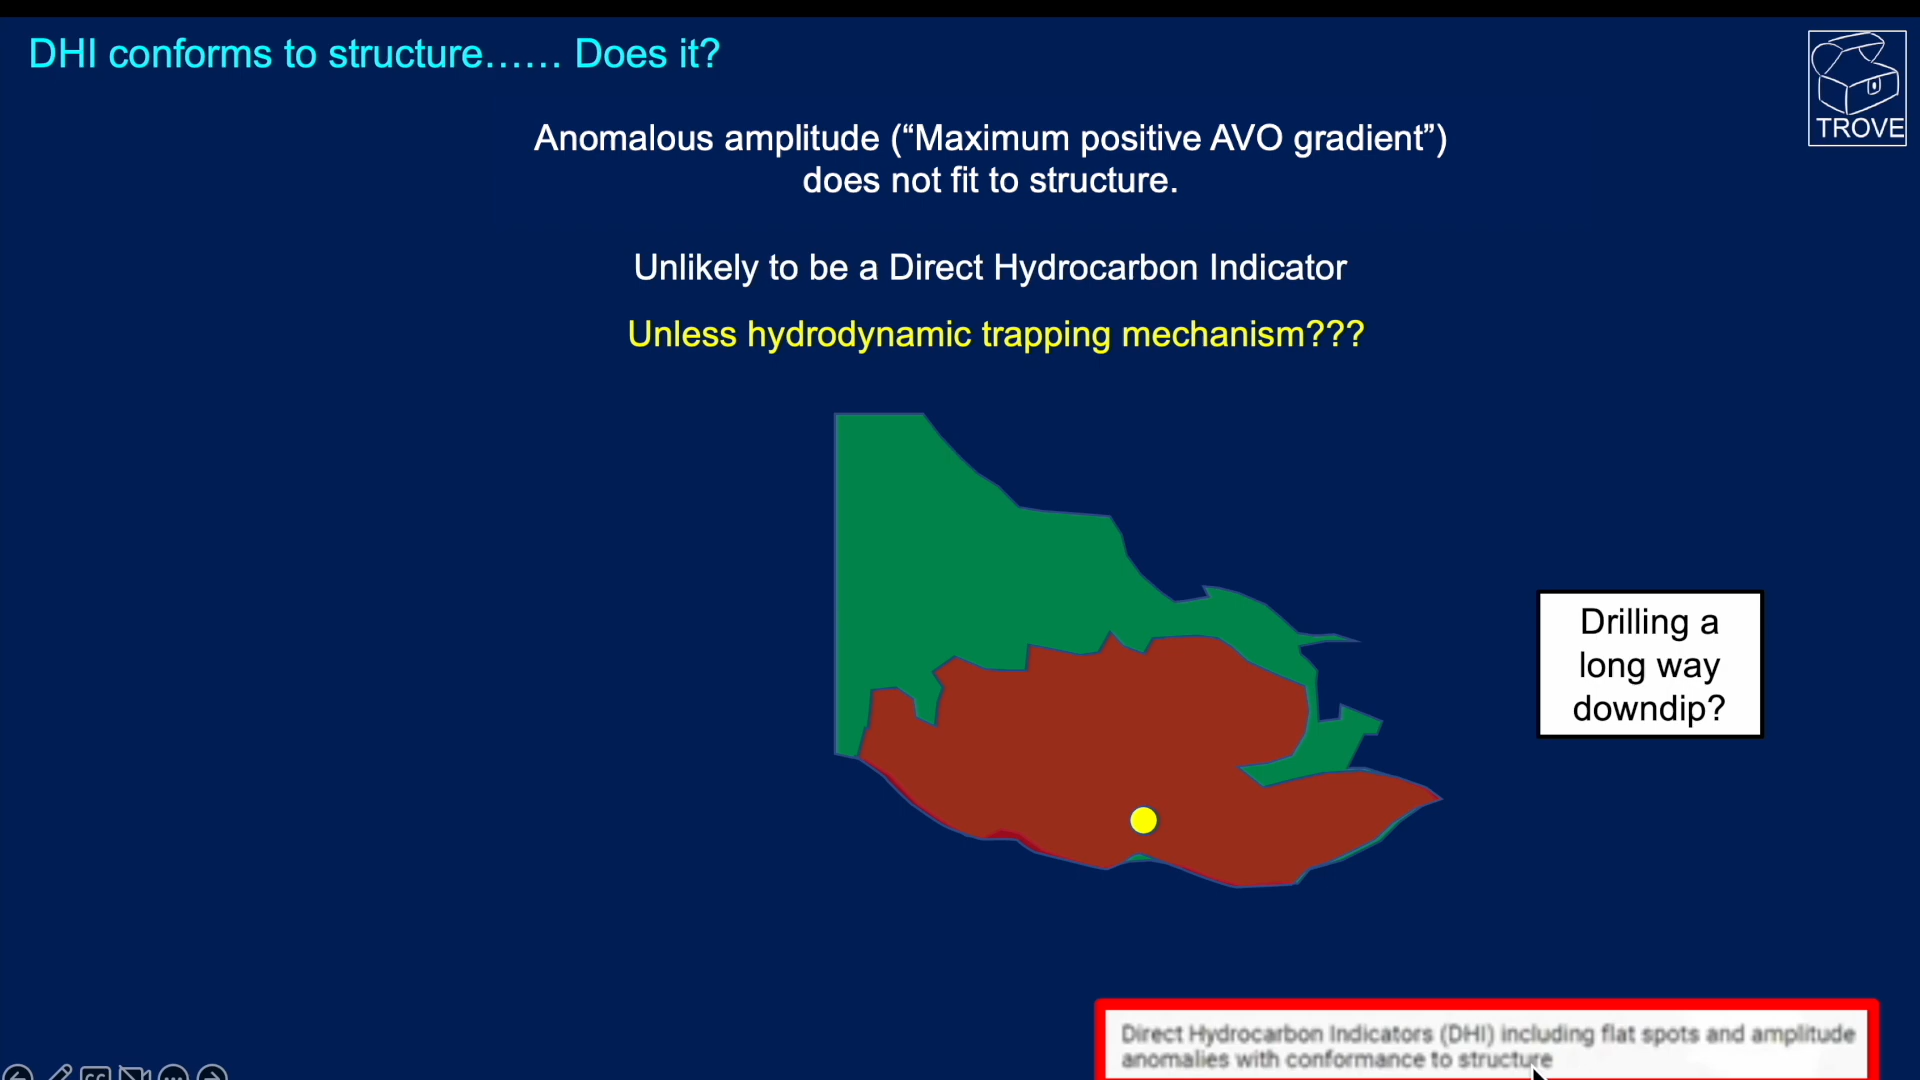 DHI conforms to structure...... Does it?
TROVE
Anomalous amplitude (“Maximum positive AVO gradient”)
does not fit to structure.
Unlikely to be a Direct Hydrocarbon Indicator
Unless hydrodynamic trapping mechanism???
Drilling a
long way
downdip?
Direct Hydrocarbon Indicators (DHI) including flat spots and amplitude
anomalies with conformance to structure